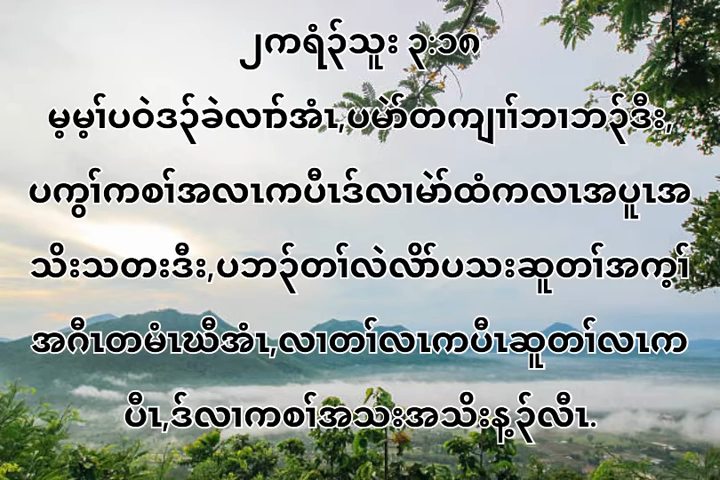 ၂ကရံၣ်သူး ၃:၁၈
မ့မ့ၢ်ပဝဲဒၣ်ခဲလၢာ်အံၤ,ပမဲာ်တကျၢၢ်ဘၢဘၣ်ဒီး,
ပကွၢ်ကစၢ်အလၤကပီၤဒ်လၢမဲာ်ထံကလၤအပူၤအ
သိးသတးဒီး,ပဘၣ်တၢ်လဲလိာ်ပသးဆူတၢ်အက့ၢ်
အဂီၤတမံၤဃီအံၤ,လၢတၢ်လၤကပီၤဆူတၢ်လၤက
ပီၤ,ဒ်လၢကစၢ်အသးအသိးန့ၣ်လီၤ.